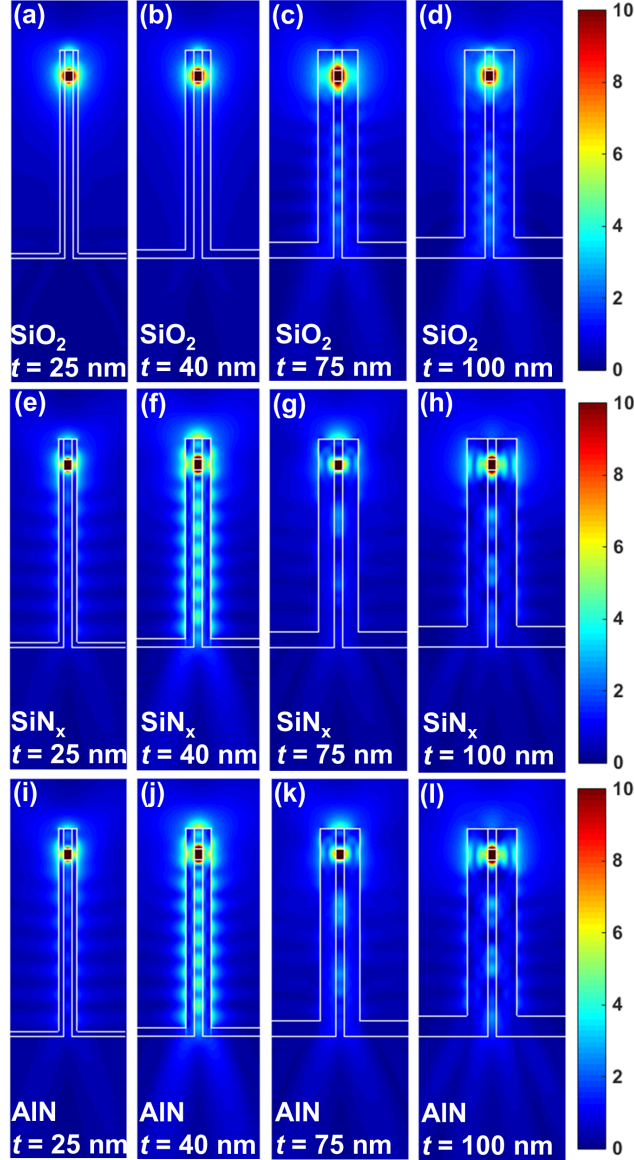 (a) (b) (c) (d)
10
8
6
4
2
0
SiO₂ SiO₂ SiO₂ SiO₂
t = 25 nm t = 40 nm t = 75 nm t = 100 nm
(e) (f) (g) (h)
10
8
6
4
2
0
SiNₓ SiNₓ SiNₓ SiNₓ
t = 25 nm t = 40 nm t = 75 nm t = 100 nm
(i) (j) (k) (l)
10
8
6
4
2
0
AlN AlN AlN AlN
t = 25 nm t = 40 nm t = 75 nm t = 100 nm